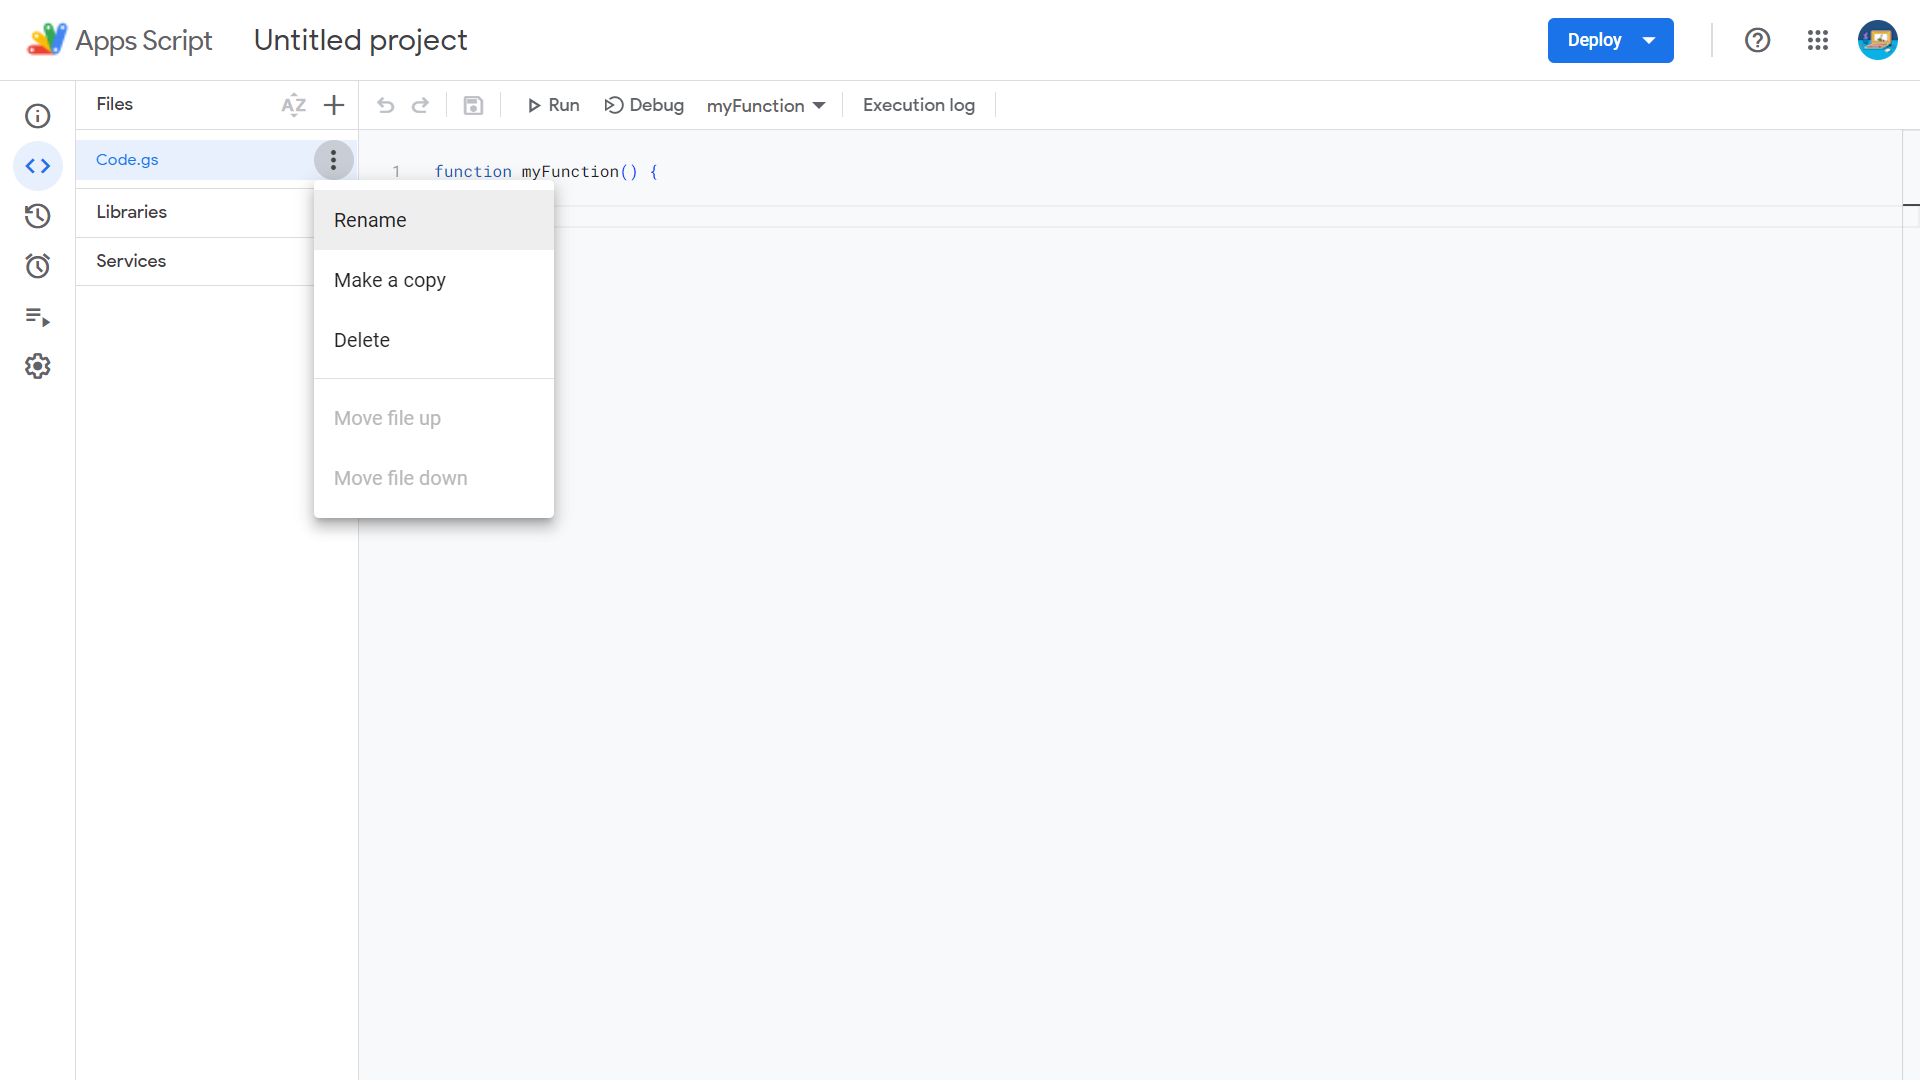 Apps Script
Untitled project
Deploy
Files
AZ
Run
Debug
myFunction
Execution log
Code.gs
1 function myFunction() {
Libraries
Services
Rename
Make a copy
Delete
Move file up
Move file down